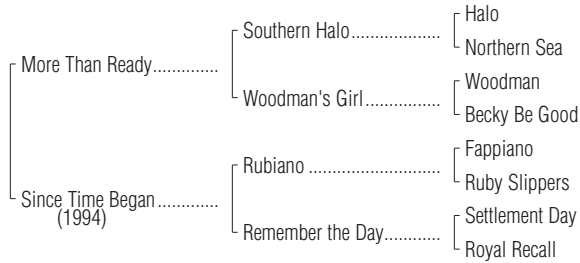 Halo
Southern Halo...................
Northern Sea
More Than Ready.............
Woodman
Woodman's Girl................
Becky Be Good
Fappiano
Rubiano ............................
Ruby Slippers
Since Time Began.............
(1994)
Settlement Day
Remember the Day............
Royal Recall